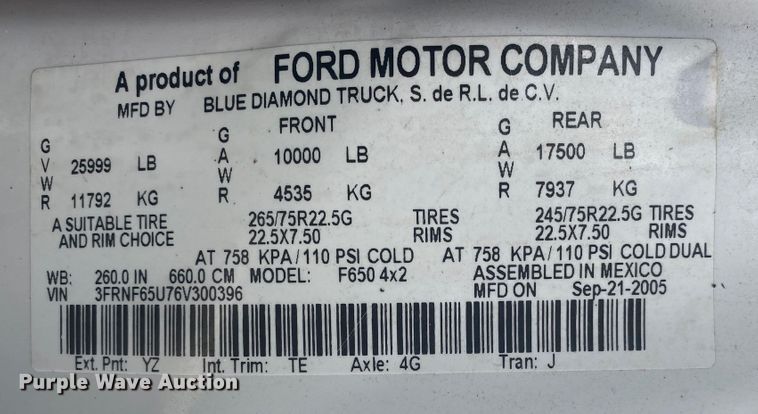 A product of FORD MOTOR COMPANY
MFD BY BLUE DIAMOND TRUCK, S. de R.L. de C.V.
GVWR 25999 LB 11792 KG
FRONT
GAWR 10000 LB 4535 KG
REAR
GAWR 17500 LB 7937 KG
A SUITABLE TIRE 265/75R22.5G TIRES 245/75R22.5G TIRES
AND RIM CHOICE 22.5X7.50 RIMS 22.5X7.50 RIMS
AT 758 KPA/110 PSI COLD AT 758 KPA/110 PSI COLD DUAL
WB: 260.0 IN 660.0 CM MODEL: F650 4x2 ASSEMBLED IN MEXICO
VIN 3FRNF65U76V300396 MFD ON Sep-21-2005
Ext. Pnt: YZ Int. Trim: TE Axle: 4G Tran: J
Purple Wave Auction